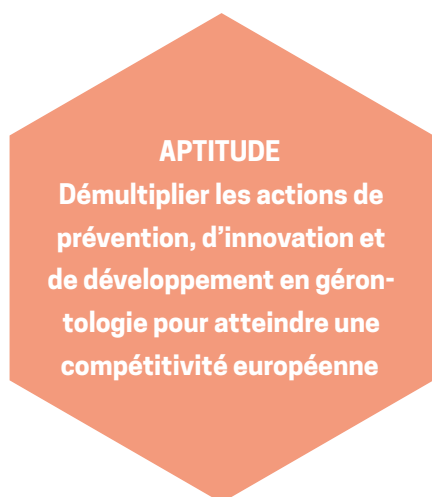 APTITUDE
Démultiplier les actions de
prévention, d’innovation et
de développement en géron-
tologie pour atteindre une
compétitivité européenne